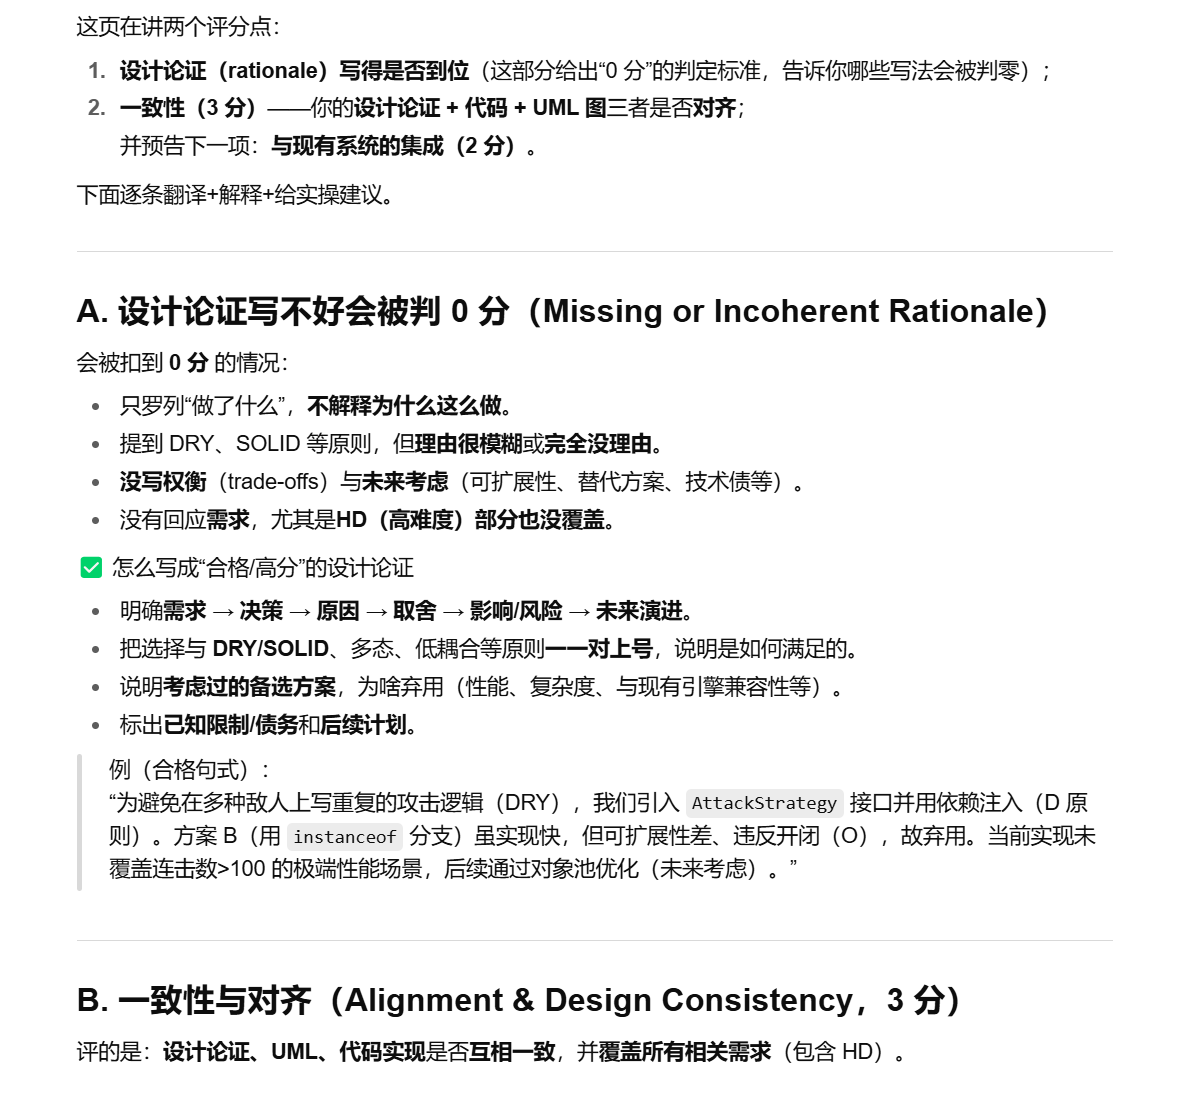 这页在讲两个评分点：
1. 设计论证（rationale）写得是否到位（这部分给出“0 分”的判定标准，告诉你哪些写法会被判零）；
2. 一致性（3 分）——你的设计论证 + 代码 + UML 图三者是否对齐；
并预告下一项：与现有系统的集成（2 分）。
下面逐条翻译+解释+给实操建议。
A. 设计论证写不好会被判 0 分（Missing or Incoherent Rationale）
会被扣到 0 分 的情况：
• 只罗列“做了什么”，不解释为什么这么做。
• 提到 DRY、SOLID 等原则，但理由很模糊或完全没理由。
• 没写权衡（trade-offs）与未来考虑（可扩展性、替代方案、技术债等）。
• 没有回应需求，尤其是HD（高难度）部分也没覆盖。
✅ 怎么写成“合格/高分”的设计论证
• 明确需求 → 决策 → 原因 → 取舍 → 影响/风险 → 未来演进。
• 把选择与 DRY/SOLID、多态、低耦合等原则一一对上号，说明是如何满足的。
• 说明考虑过的备选方案，为啥弃用（性能、复杂度、与现有引擎兼容性等）。
• 标出已知限制/债务和后续计划。
例（合格句式）：
“为避免在多种敌人上写重复的攻击逻辑（DRY），我们引入 AttackStrategy 接口并用依赖注入（D 原
则）。方案 B（用 instanceof 分支）虽实现快，但可扩展性差、违反开闭（O），故弃用。当前实现未
覆盖连击数>100 的极端性能场景，后续通过对象池优化（未来考虑）。”
B. 一致性与对齐（Alignment & Design Consistency，3 分）
评的是：设计论证、UML、代码实现是否互相一致，并覆盖所有相关需求（包含 HD）。